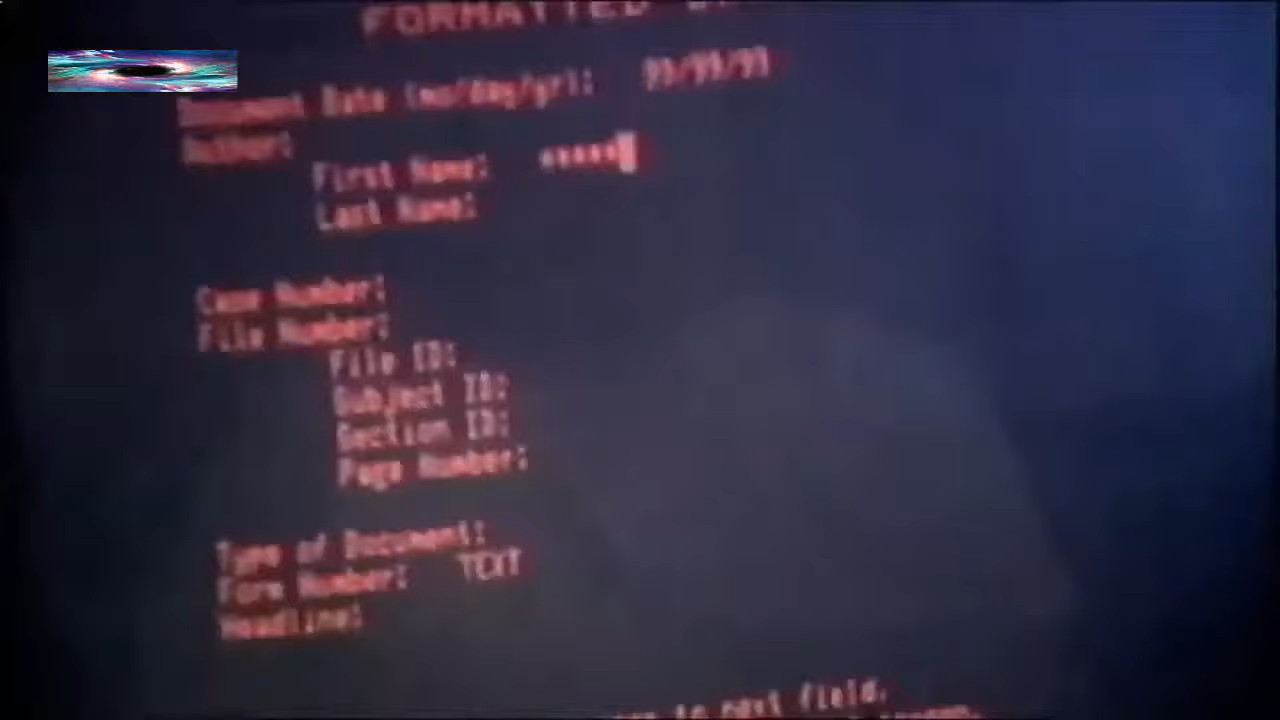 FORMATTED
Document Date (mo/day/yr): 99/99/99
Author:
First Name: *****
Last Name:
Case Number:
File Number:
File ID:
Subject ID:
Section ID:
Page Number:
Type of Document:
Form Number: TEXT
Headline:
to next field.